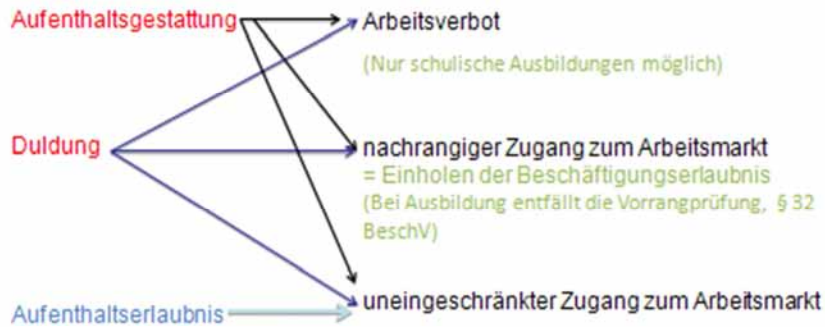 Aufenthaltsgestattung
Arbeitsverbot
(Nur schulische Ausbildungen möglich)
Duldung
nachrangiger Zugang zum Arbeitsmarkt
= Einholen der Beschäftigungserlaubnis
(Bei Ausbildung entfällt die Vorrangprüfung, § 32
BeschV)
Aufenthaltserlaubnis
uneingeschränkter Zugang zum Arbeitsmarkt